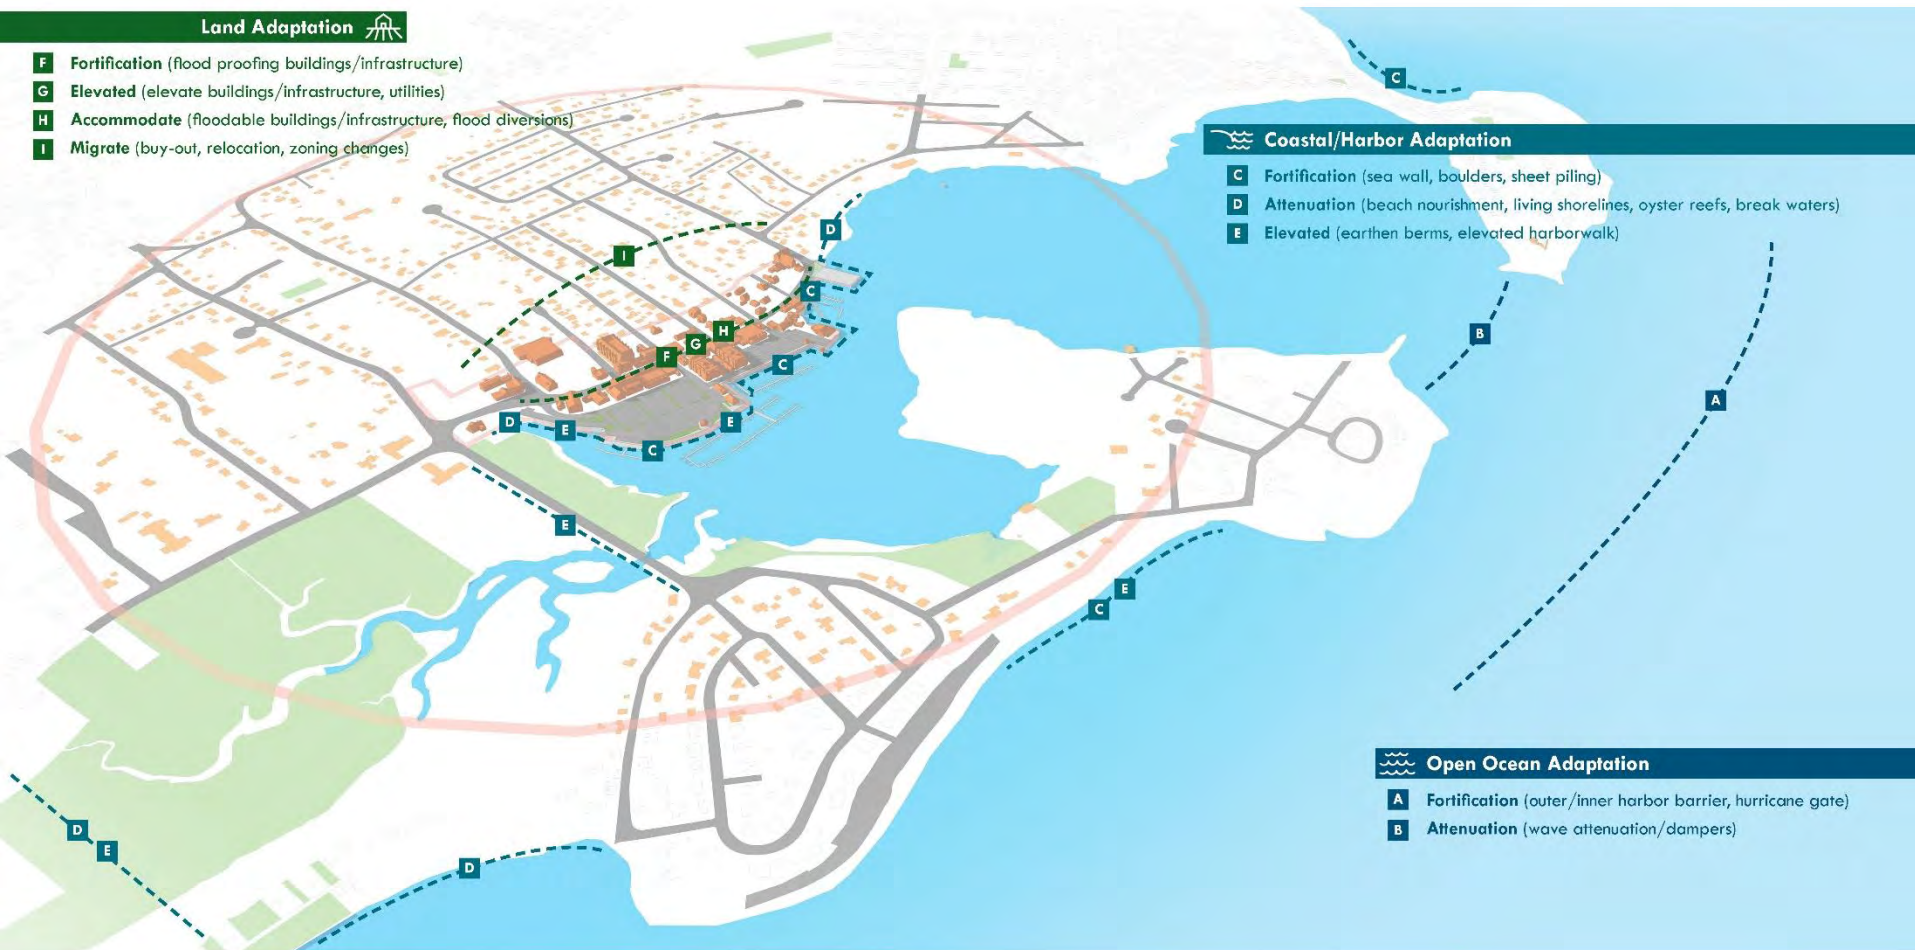 Land Adaptation
F Fortification (flood proofing buildings/infrastructure)
G Elevated (elevate buildings/infrastructure, utilities)
H Accommodate (floodable buildings/infrastructure, flood diversions)
I Migrate (buy-out, relocation, zoning changes)
C
Coastal/Harbor Adaptation
C Fortification (sea wall, boulders, sheet piling)
D Attenuation (beach nourishment, living shorelines, oyster reefs, break waters)
E Elevated (earthen berms, elevated harborwalk)
D
I
C
H
B
G
F
C
A
D
E
E
C
E
E
C
D
E
D
Open Ocean Adaptation
A Fortification (outer/inner harbor barrier, hurricane gate)
B Attenuation (wave attenuation/dampers)